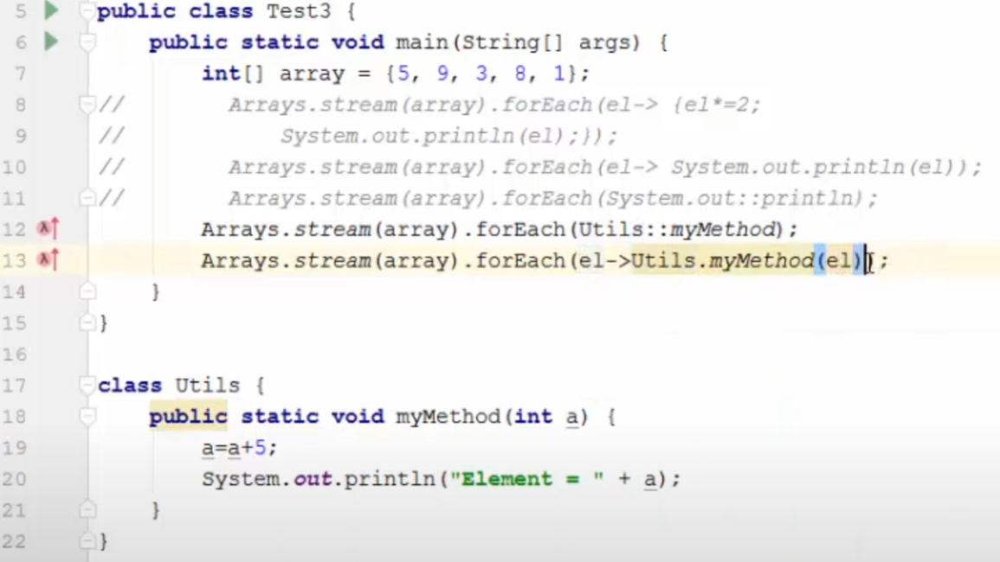 5 public class Test3 {
6 public static void main(String[] args) {
7 int[] array = {5, 9, 3, 8, 1};
8 // Arrays.stream(array).forEach(el-> {el*=2;
9 // System.out.println(el);});
10 // Arrays.stream(array).forEach(el-> System.out.println(el));
11 // Arrays.stream(array).forEach(System.out::println);
12 Arrays.stream(array).forEach(Utils::myMethod);
13 Arrays.stream(array).forEach(el->Utils.myMethod(el));
14 }
15 }
16
17 class Utils {
18 public static void myMethod(int a) {
19 a=a+5;
20 System.out.println("Element = " + a);
21 }
22 }